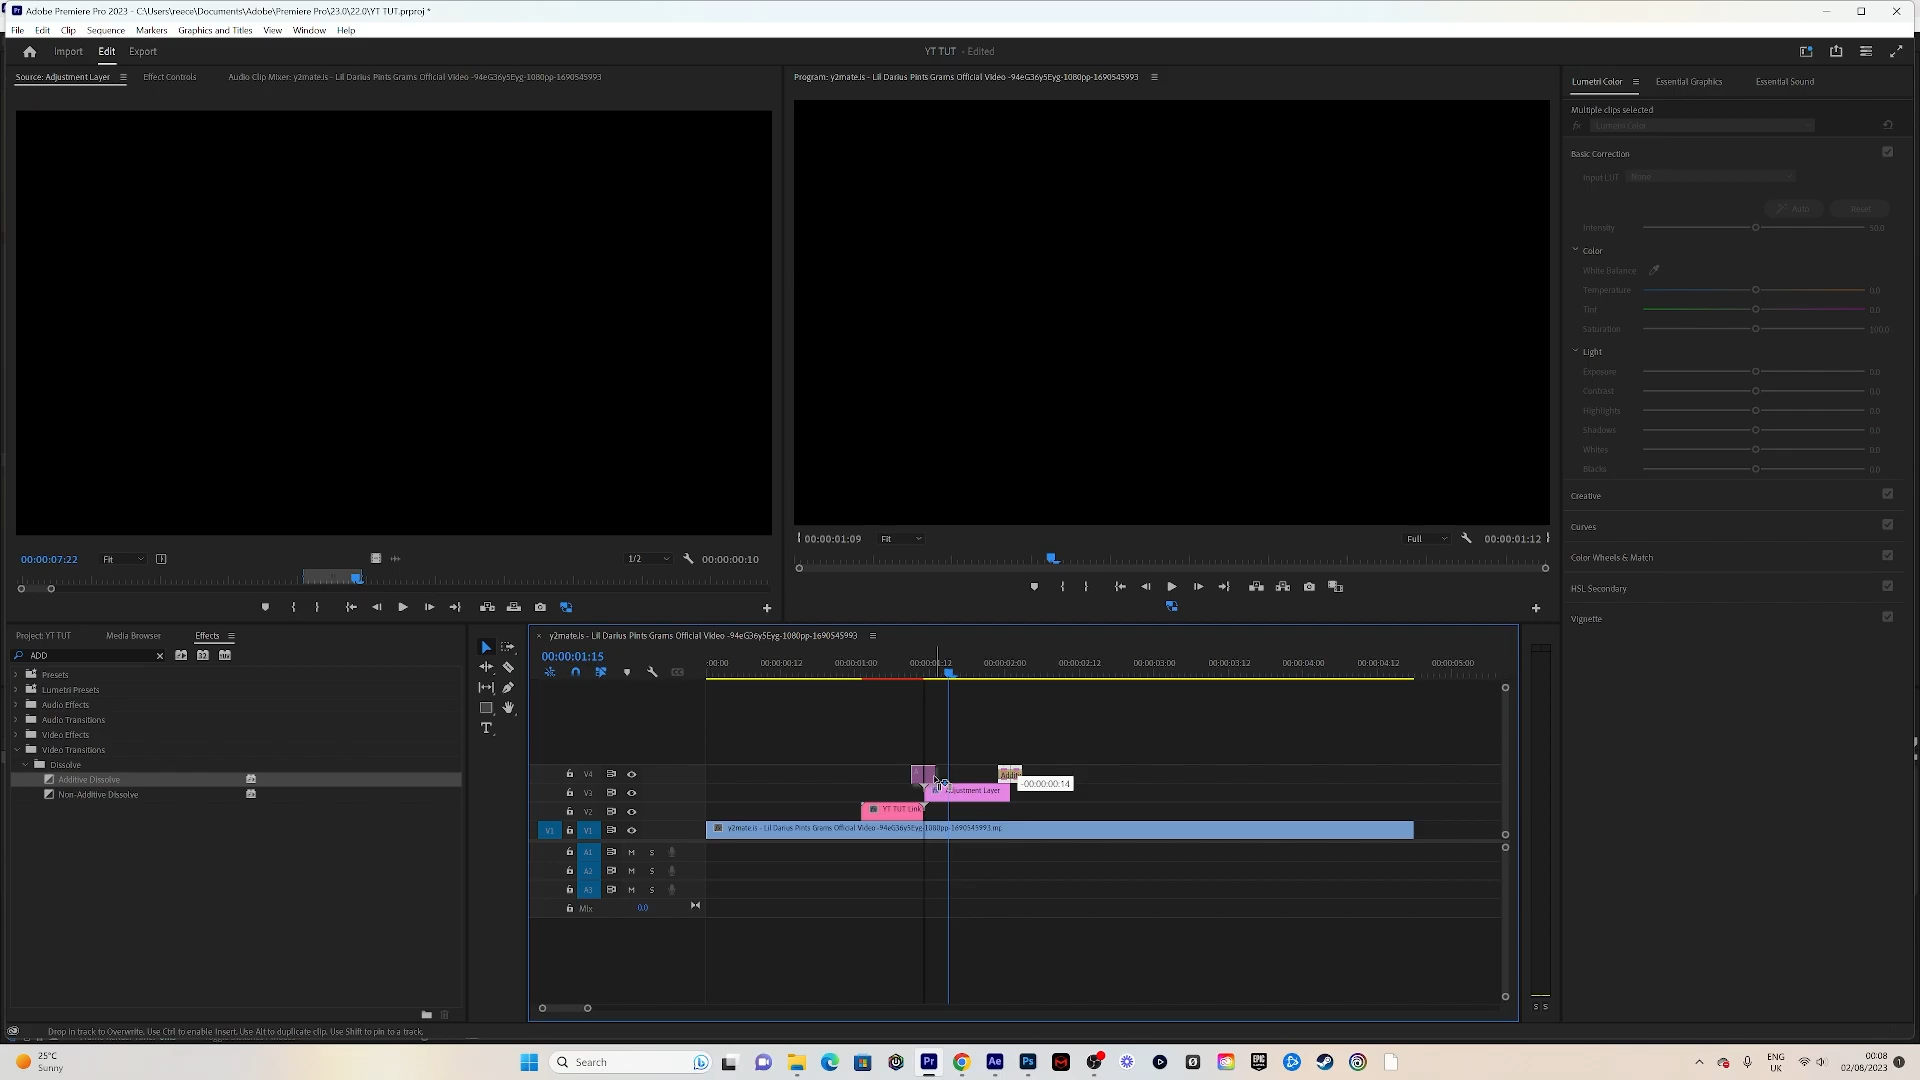 Adobe Premiere Pro 2023 - C:\Users\reece\Documents\Adobe\Premiere Pro\23.0\22.0\YT TUT.prproj *
File Edit Clip Sequence Markers Graphics and Titles View Window Help
Import Edit Export YT TUT - Edited
Source: Adjustment Layer Effect Controls Audio Clip Mixer: y2mate.is - Lil Darius Pints Grams Official Video -94eG36y5Eyg-1080pp-1690545993
Program: y2mate.is - Lil Darius Pints Grams Official Video -94eG36y5Eyg-1080pp-1690545993
Lumetri Color Essential Graphics Essential Sound
Multiple clips selected
fx Lumetri Color
Basic Correction
Input LUT None
Auto Reset
Intensity 50.0
Color
White Balance
Temperature 0.0
Tint 0.0
Saturation 100.0
Light
Exposure 0.0
Contrast 0.0
Highlights 0.0
Shadows 0.0
Whites 0.0
Blacks 0.0
Creative
Curves
Color Wheels & Match
HSL Secondary
Vignette
00:00:07:22 Fit 1/2 00:00:00:10
00:00:01:09 Fit Full 00:00:01:12
Project: YT TUT Media Browser Effects
ADD
Presets
Lumetri Presets
Audio Effects
Audio Transitions
Video Effects
Video Transitions
Dissolve
Additive Dissolve
Non-Additive Dissolve
y2mate.is - Lil Darius Pints Grams Official Video -94eG36y5Eyg-1080pp-1690545993
00:00:01:15
:00:00 00:00:00:12 00:00:01:00 00:00:01:12 00:00:02:00 00:00:02:12 00:00:03:00 00:00:03:12 00:00:04:00 00:00:04:12 00:00:05:00
V4 Addit
-00:00:00:14
V3 Adjustment Layer
V2 YT TUT Link
V1 V1 y2mate.is - Lil Darius Pints Grams Official Video -94eG36y5Eyg-1080pp-1690545993.mp
A1 M S
A2 M S
A3 M S
Mix 0.0
S S
Drop in track to Overwrite. Use Ctrl to enable Insert. Use Alt to duplicate clip. Use Shift to pin to a track.
25°C
Sunny
Search
ENG
UK
00:08
02/08/2023